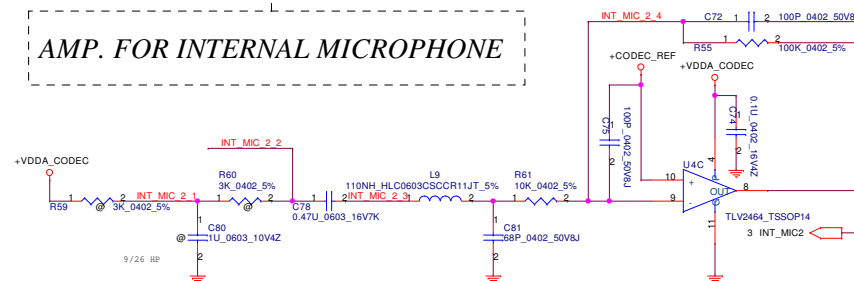 INT_MIC_2_4
C72
1
2
100P_0402_50V8
R55
1
2
100K_0402_5%
AMP. FOR INTERNAL MICROPHONE
+CODEC_REF
+VDDA_CODEC
C75
1
2
100P_0402_50V8J
C74
1
2
0.1U_0402_16V4Z
U4C
4
P
10
+
OUT
8
9
-
G
11
TLV2464_TSSOP14
3 INT_MIC2
INT_MIC_2_2
+VDDA_CODEC
INT_MIC_2_1
R59
1
2
@
3K_0402_5%
R60
3K_0402_5%
1
2
@
C78
1
2
0.47U_0603_16V7K
INT_MIC_2_3
L9
110NH_HLC0603CSCCR11JT_5%
1
2
R61
10K_0402_5%
1
2
@
C80
1
1U_0603_10V4Z
2
C81
1
68P_0402_50V8J
2
9/26 HP